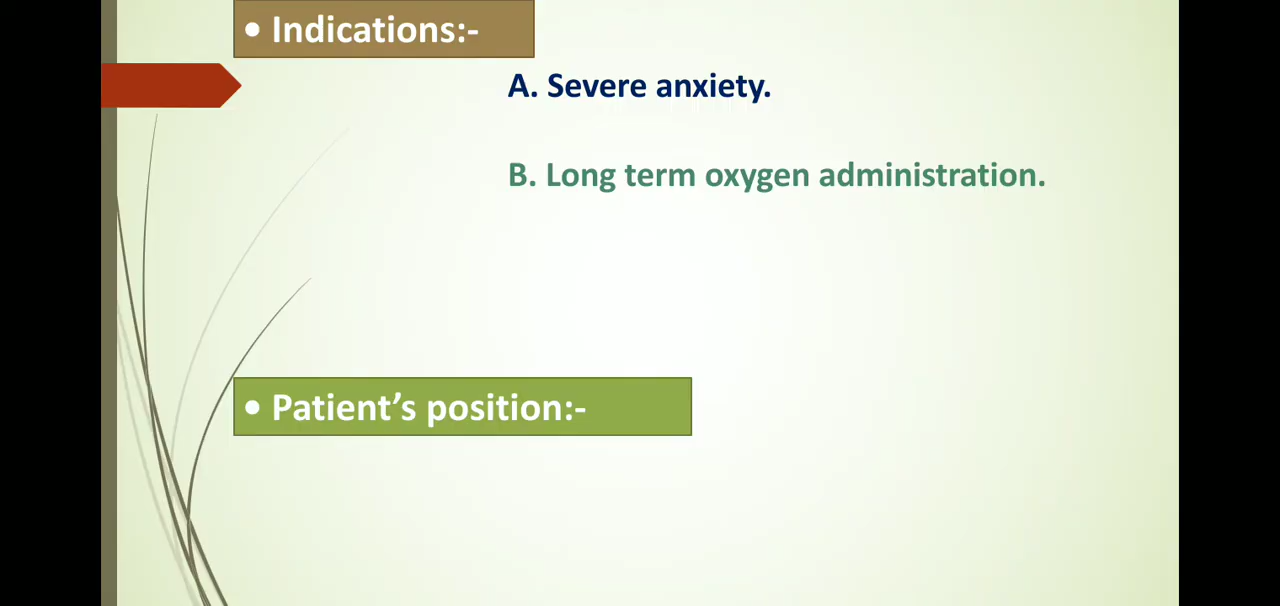 • Indications:-
A. Severe anxiety.
B. Long term oxygen administration.
• Patient’s position:-